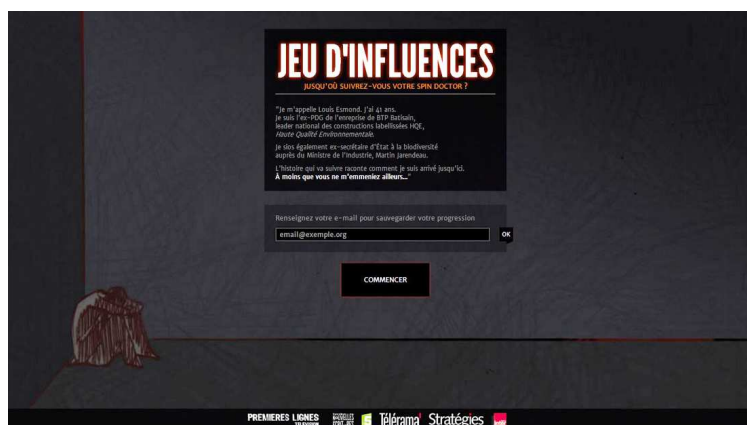 JEU D'INFLUENCES
JUSQU'OÙ SUIVREZ-VOUS VOTRE SPIN DOCTOR ?
"Je m'appelle Louis Esmond. J'ai 41 ans.
Je suis l'ex-PDG de l'enreprise de BTP Batisain,
leader national des constructions labellisées HQE,
Haute Qualité Environnementale.
Je slos également ex-secrétaire d'État à la biodiversité
auprès du Ministre de l'Industrie, Martin Jarendeau.
L'histoire qui va suivre raconte comment je suis arrivé jusqu'ici.
À moins que vous ne m'emmeniez ailleurs..."
Renseignez votre e-mail pour sauvegarder votre progression
email@exemple.org
OK
COMMENCER
PREMIERES LIGNES
TELEVISION
5
Télérama'
Stratégies